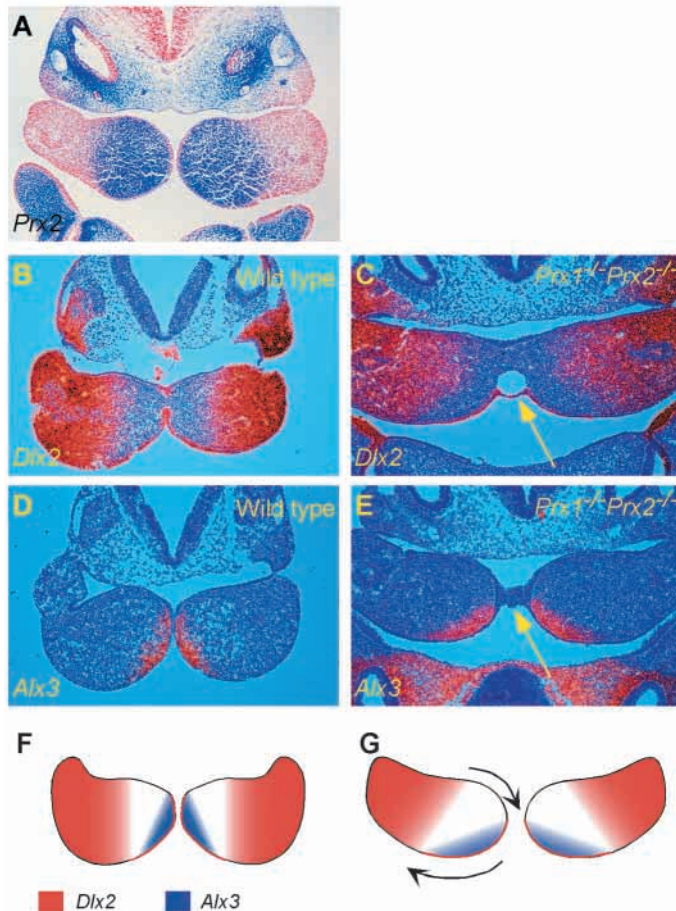 A
Prx2
B Wild type
Dlx2
C Prx1-/-Prx2-/-
Dlx2
D Wild type
Alx3
E Prx1-/-Prx2-/-
Alx3
F
G
Dlx2 Alx3